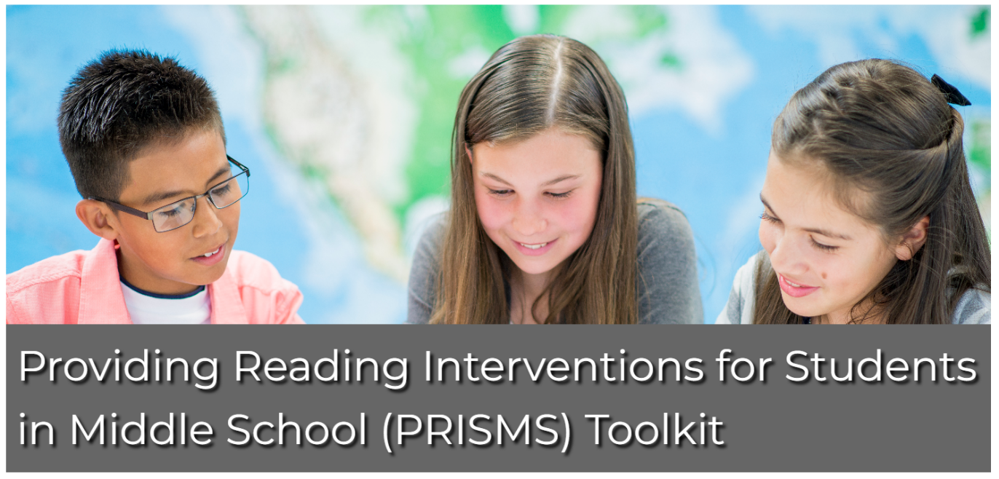 Providing Reading Interventions for Students
in Middle School (PRISMS) Toolkit